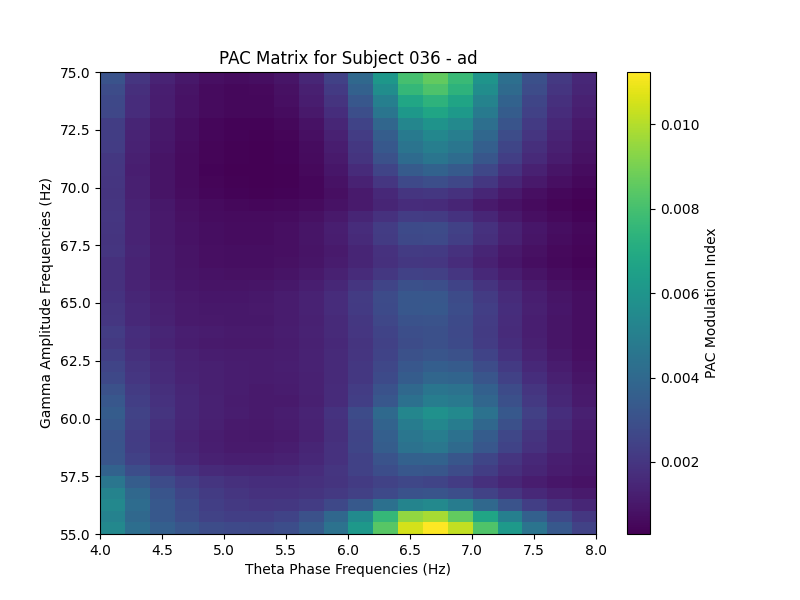 PAC Matrix for Subject 036 - ad
75.0
72.5
70.0
67.5
65.0
62.5
60.0
57.5
55.0
Gamma Amplitude Frequencies (Hz)
4.0 4.5 5.0 5.5 6.0 6.5 7.0 7.5 8.0
Theta Phase Frequencies (Hz)
0.010
0.008
0.006
0.004
0.002
PAC Modulation Index